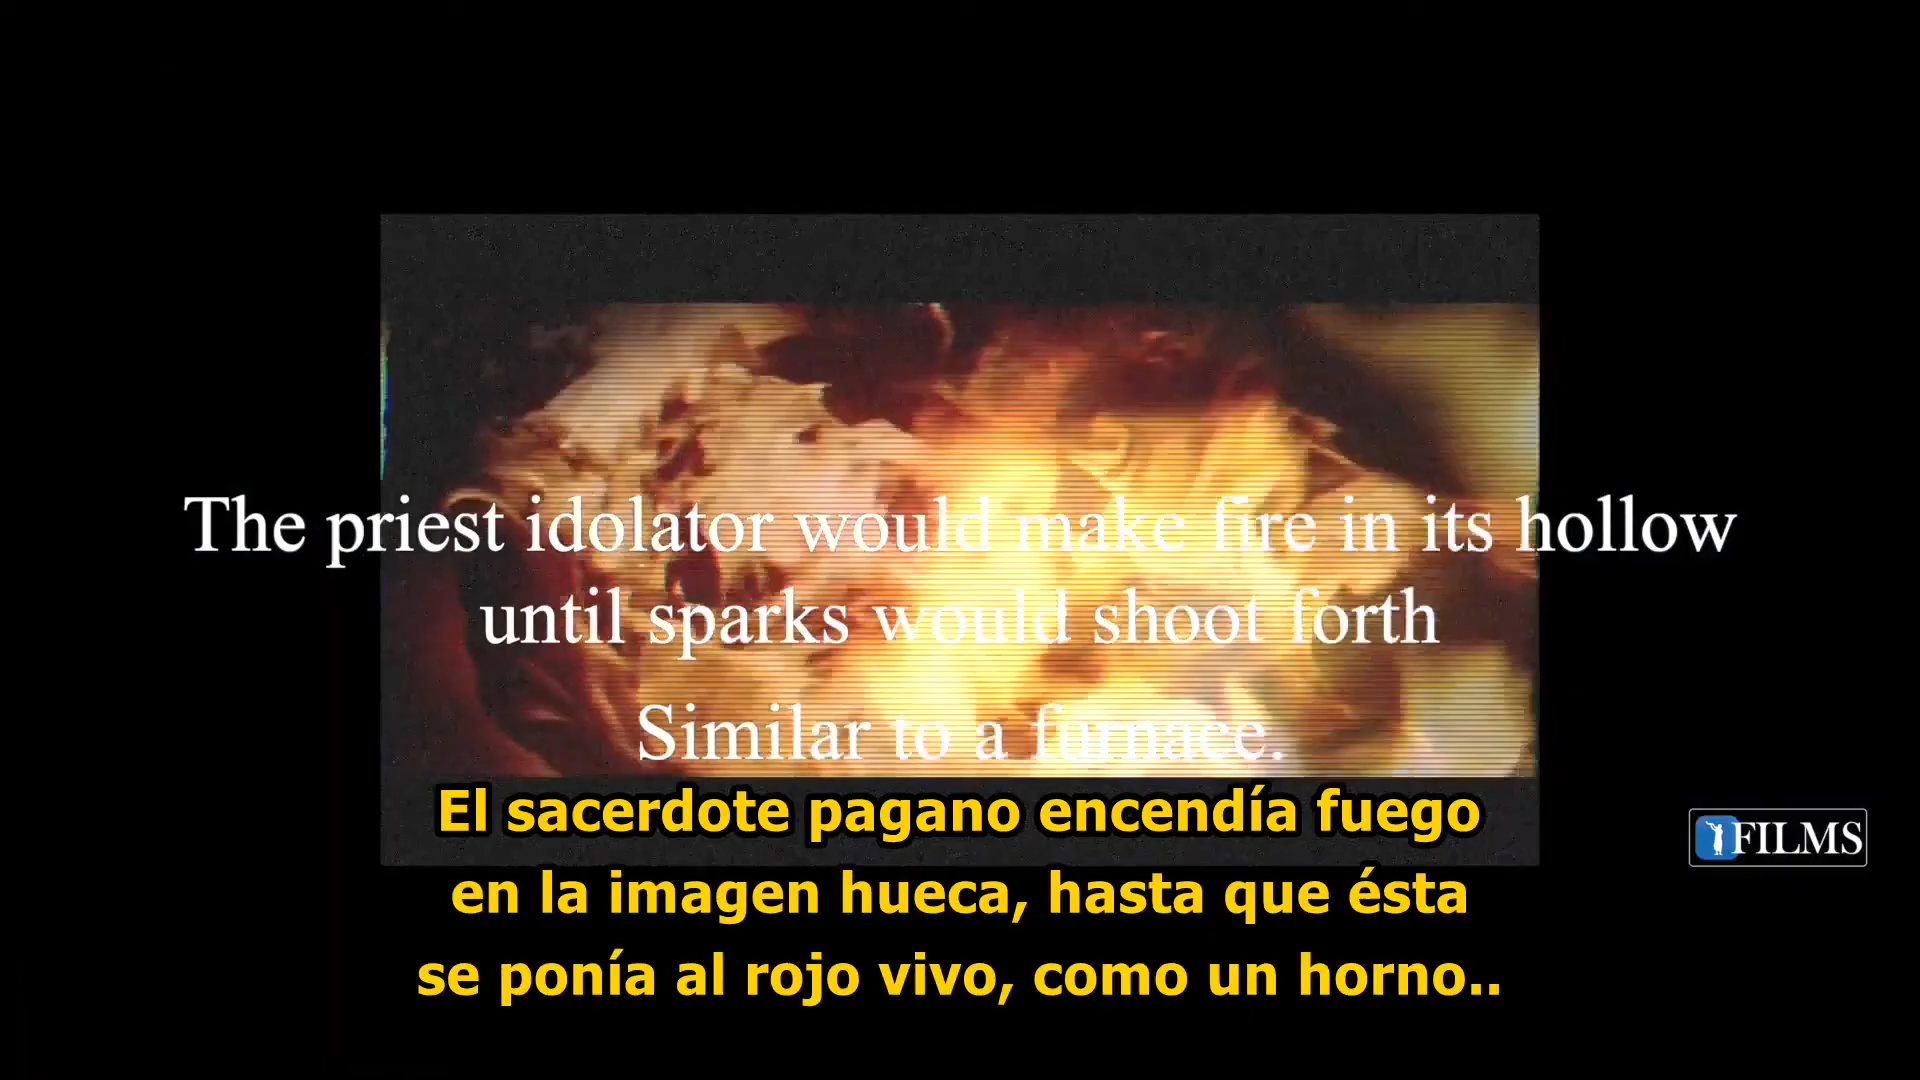 The priest idolator would make fire in its hollow
until sparks would shoot forth
Similar to a furnace.
El sacerdote pagano encendía fuego
en la imagen hueca, hasta que ésta
se ponía al rojo vivo, como un horno..
FILMS